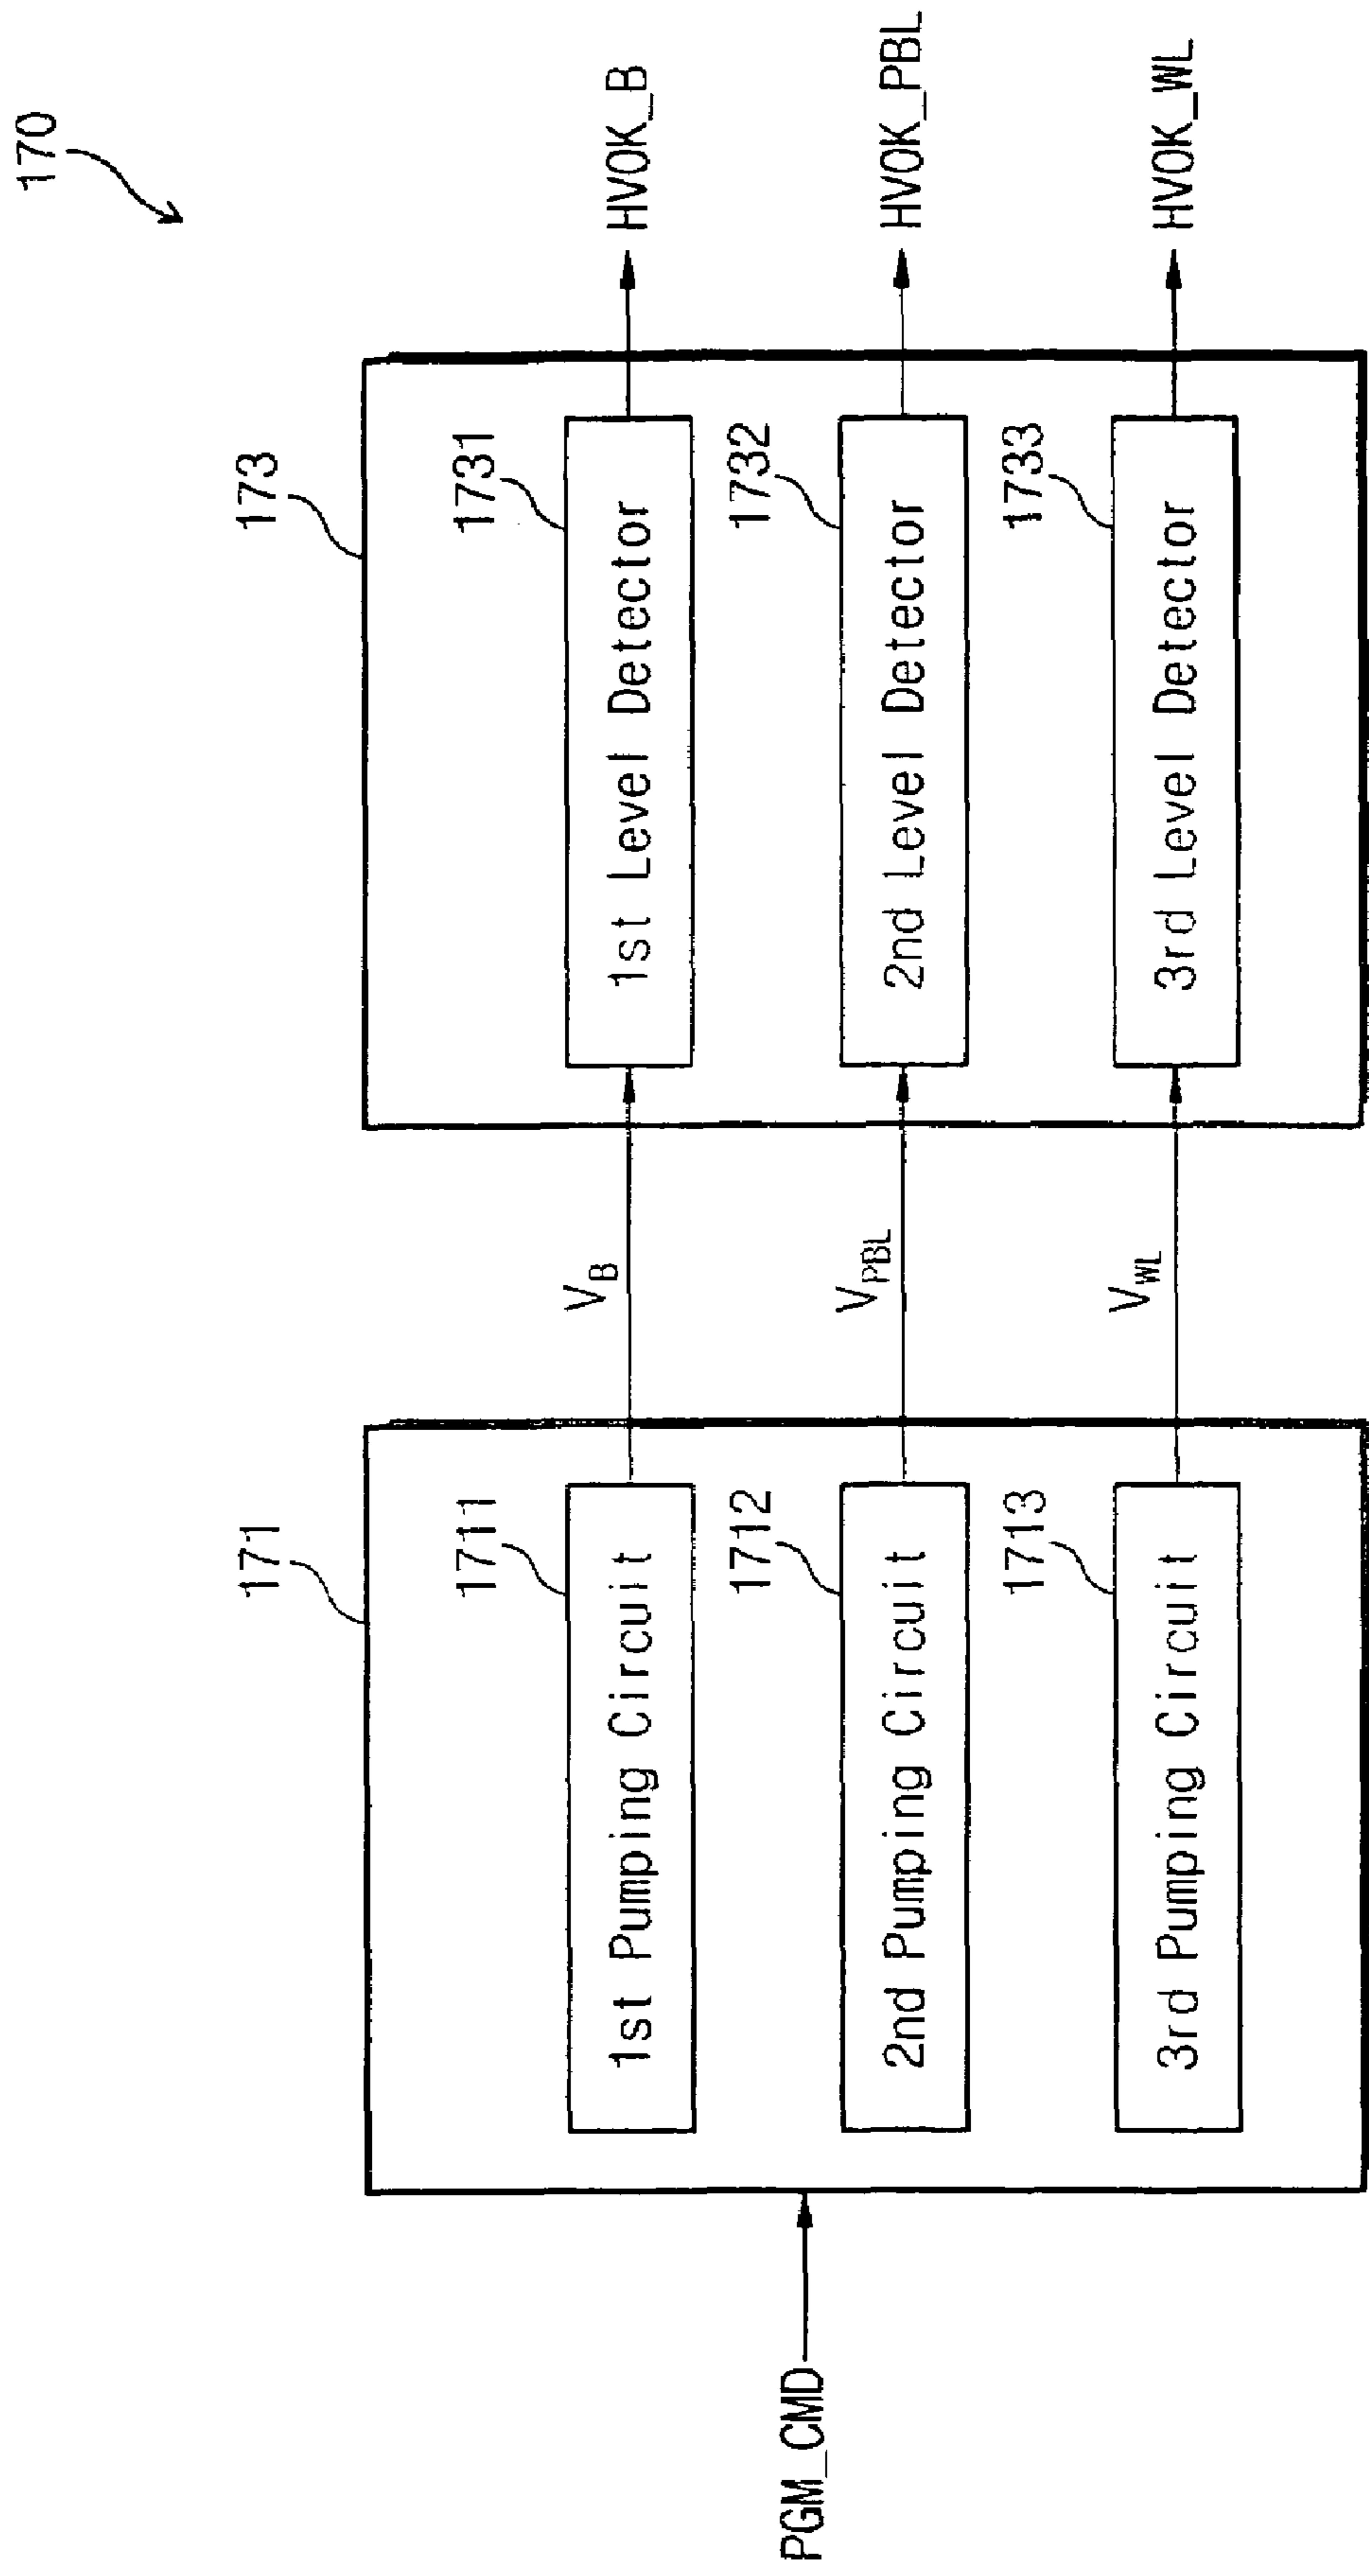 170
171
173
1711
1st Pumping Circuit
V_B
1731
1st Level Detector
HVOK_B
1712
2nd Pumping Circuit
V_PBL
1732
2nd Level Detector
HVOK_PBL
PGM_CMD
1713
3rd Pumping Circuit
V_WL
1733
3rd Level Detector
HVOK_WL